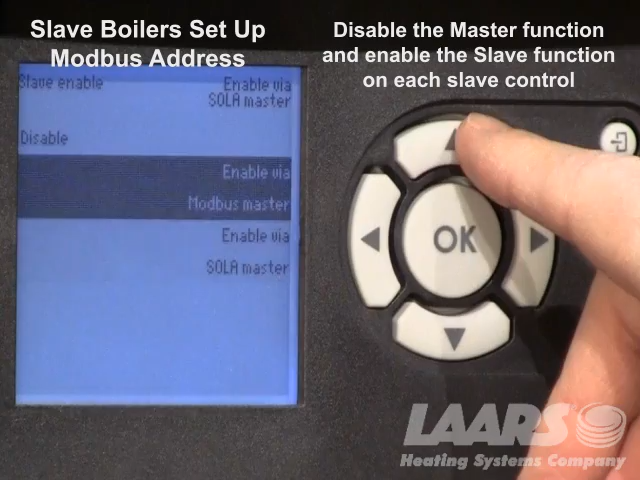 Slave Boilers Set Up
Modbus Address
Disable the Master function
and enable the Slave function
on each slave control
Slave enable
Enable via
SOLA master
Disable
Enable via
Modbus master
Enable via
SOLA master
OK
LAARS
Heating Systems Company